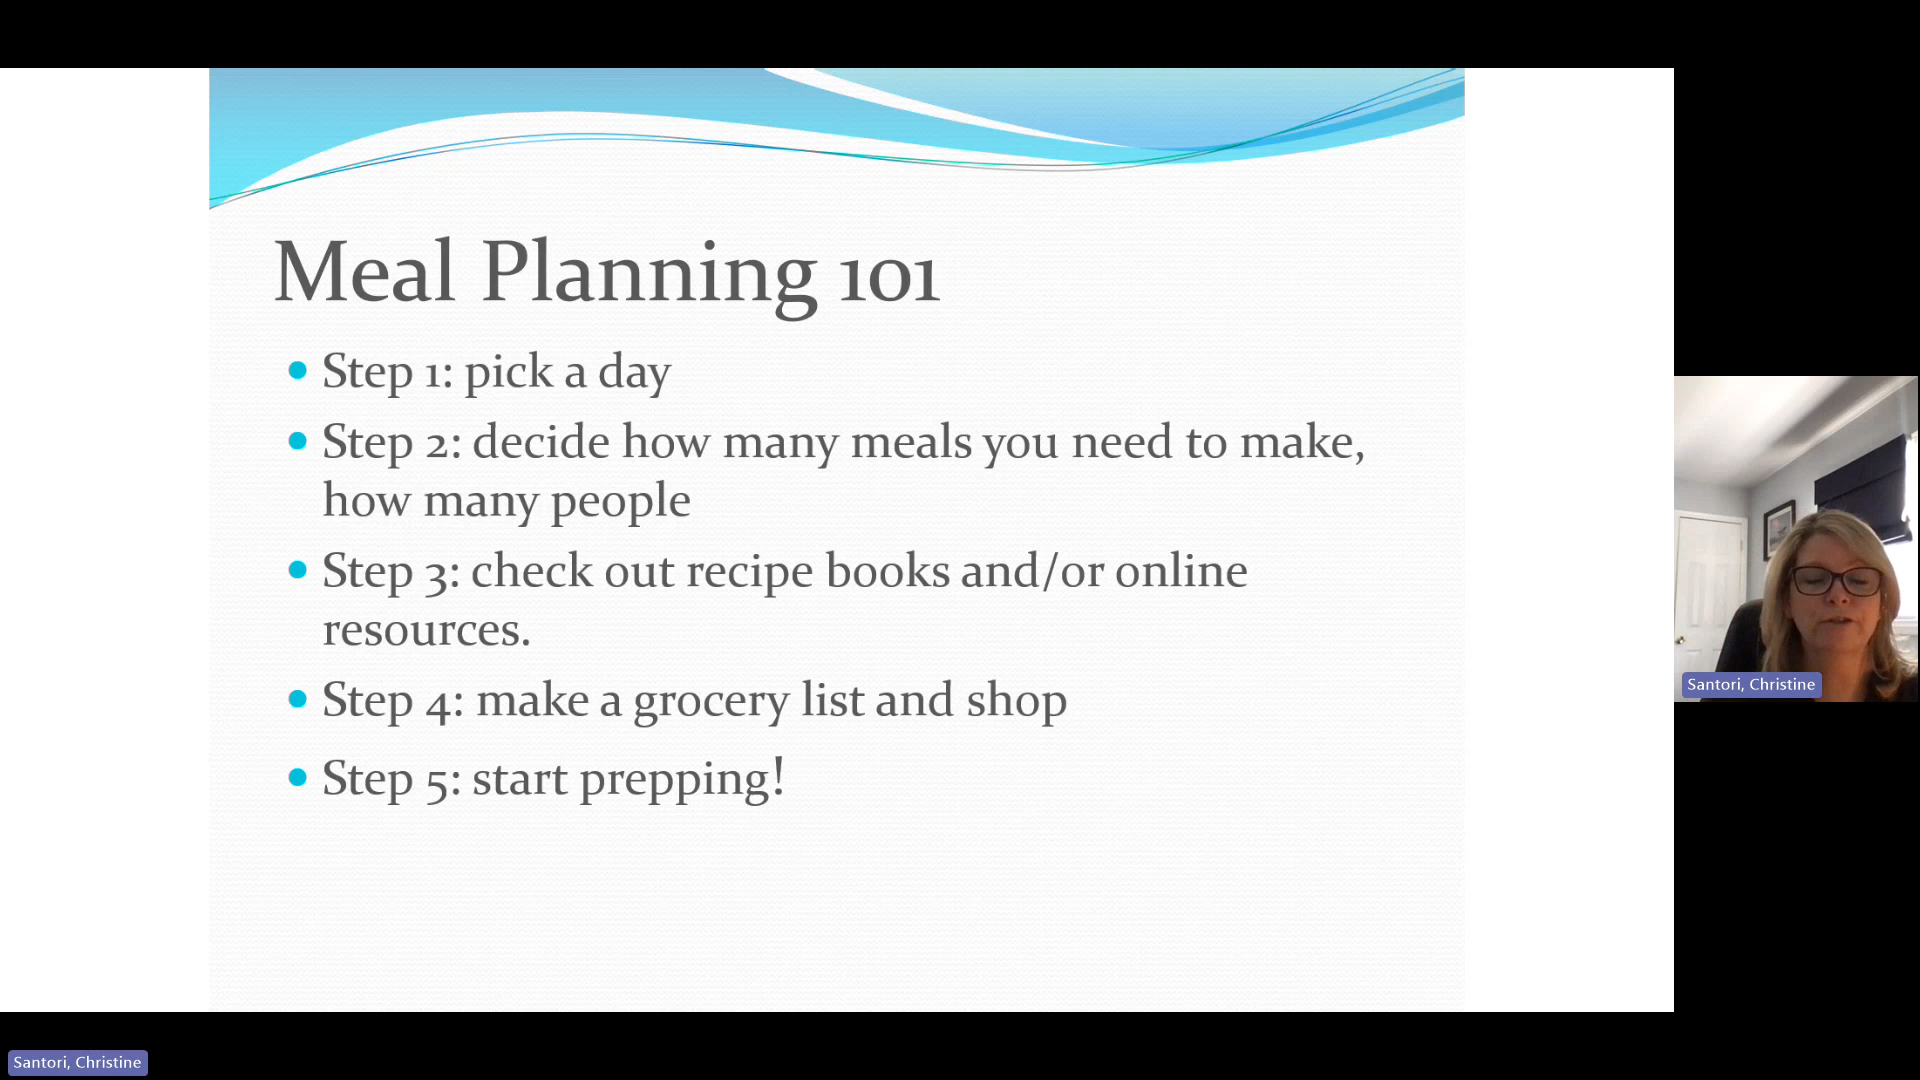 Meal Planning 101
Step 1: pick a day
Step 2: decide how many meals you need to make,
how many people
Step 3: check out recipe books and/or online
resources.
Step 4: make a grocery list and shop
Step 5: start prepping!
Santori, Christine
Santori, Christine